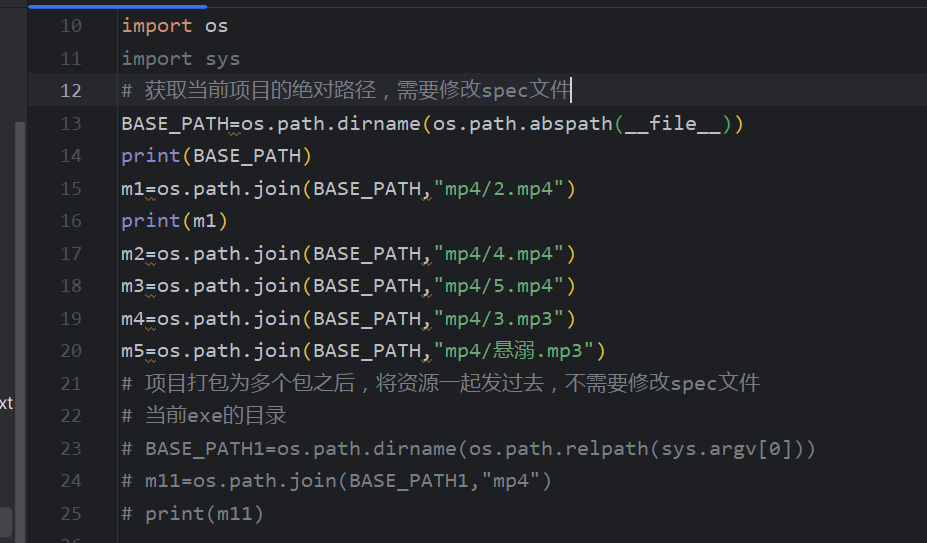 10 import os
11 import sys
12 # 获取当前项目的绝对路径，需要修改spec文件
13 BASE_PATH=os.path.dirname(os.path.abspath(__file__))
14 print(BASE_PATH)
15 m1=os.path.join(BASE_PATH,"mp4/2.mp4")
16 print(m1)
17 m2=os.path.join(BASE_PATH,"mp4/4.mp4")
18 m3=os.path.join(BASE_PATH,"mp4/5.mp4")
19 m4=os.path.join(BASE_PATH,"mp4/3.mp3")
20 m5=os.path.join(BASE_PATH,"mp4/悬溺.mp3")
21 # 项目打包为多个包之后，将资源一起发过去，不需要修改spec文件
xt
22 # 当前exe的目录
23 # BASE_PATH1=os.path.dirname(os.path.relpath(sys.argv[0]))
24 # m11=os.path.join(BASE_PATH1,"mp4")
25 # print(m11)